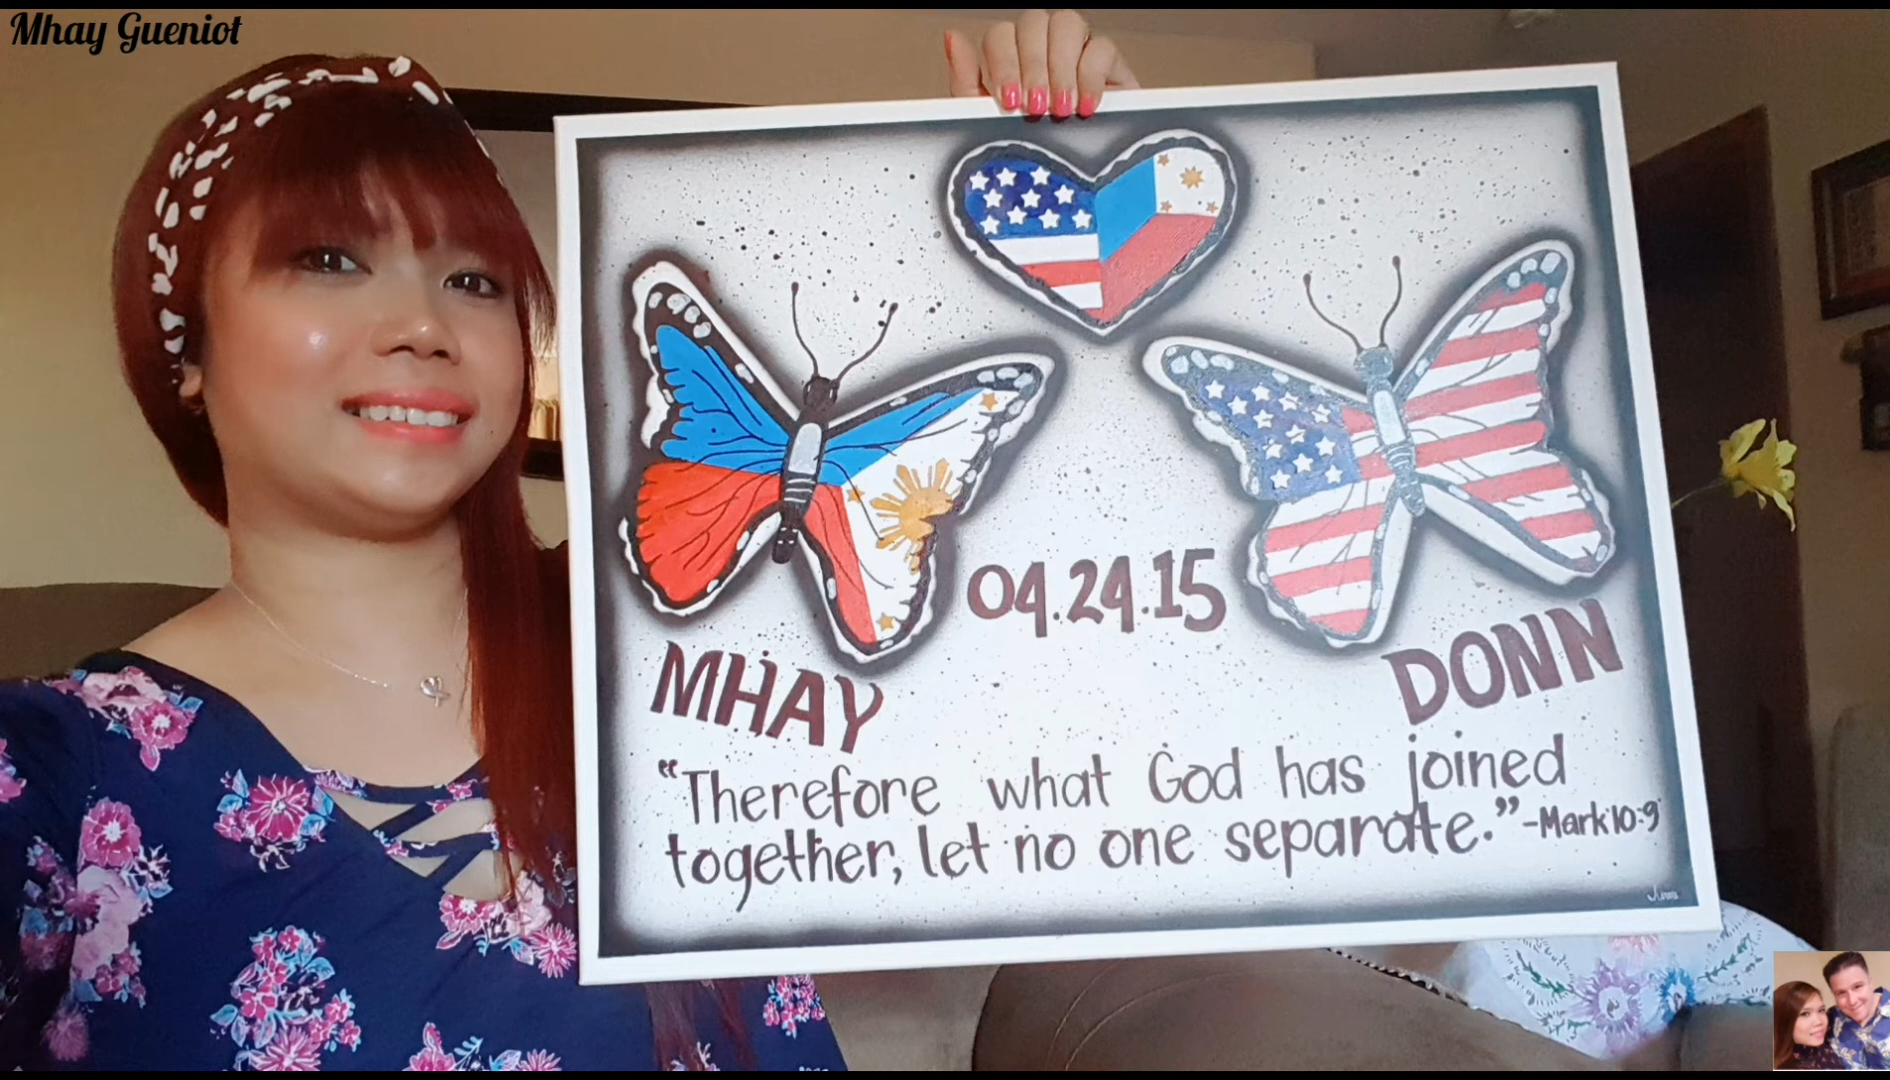 Mhay Gueniot
04.24.15
MHAY
DONN
“Therefore what God has joined
together, let no one separate.” -Mark 10:9